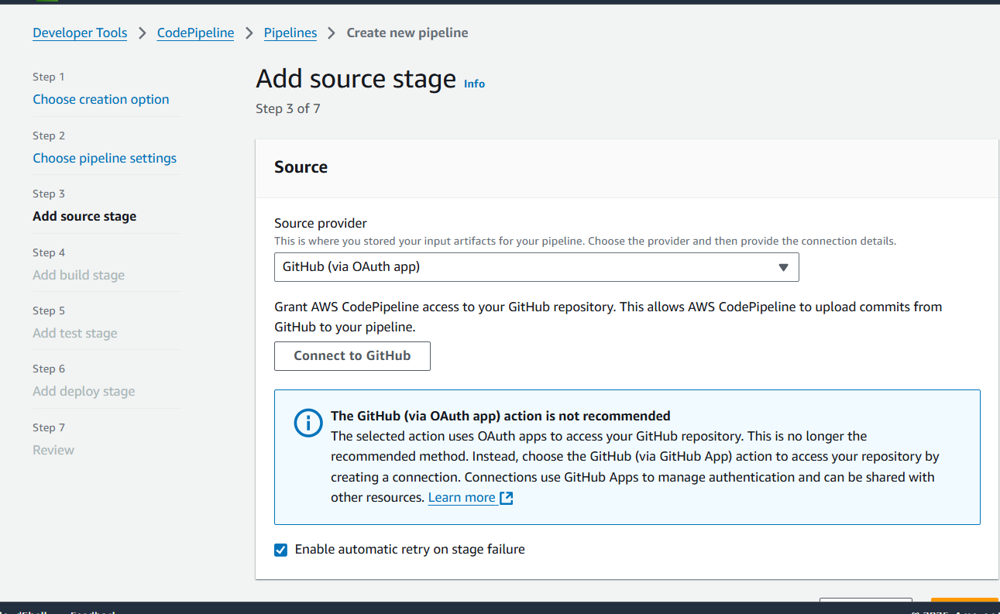 Developer Tools > CodePipeline > Pipelines > Create new pipeline
Step 1
Choose creation option
Step 2
Choose pipeline settings
Step 3
Add source stage
Step 4
Add build stage
Step 5
Add test stage
Step 6
Add deploy stage
Step 7
Review
Add source stage Info
Step 3 of 7
Source
Source provider
This is where you stored your input artifacts for your pipeline. Choose the provider and then provide the connection details.
GitHub (via OAuth app)
Grant AWS CodePipeline access to your GitHub repository. This allows AWS CodePipeline to upload commits from
GitHub to your pipeline.
Connect to GitHub
The GitHub (via OAuth app) action is not recommended
The selected action uses OAuth apps to access your GitHub repository. This is no longer the
recommended method. Instead, choose the GitHub (via GitHub App) action to access your repository by
creating a connection. Connections use GitHub Apps to manage authentication and can be shared with
other resources. Learn more
Enable automatic retry on stage failure